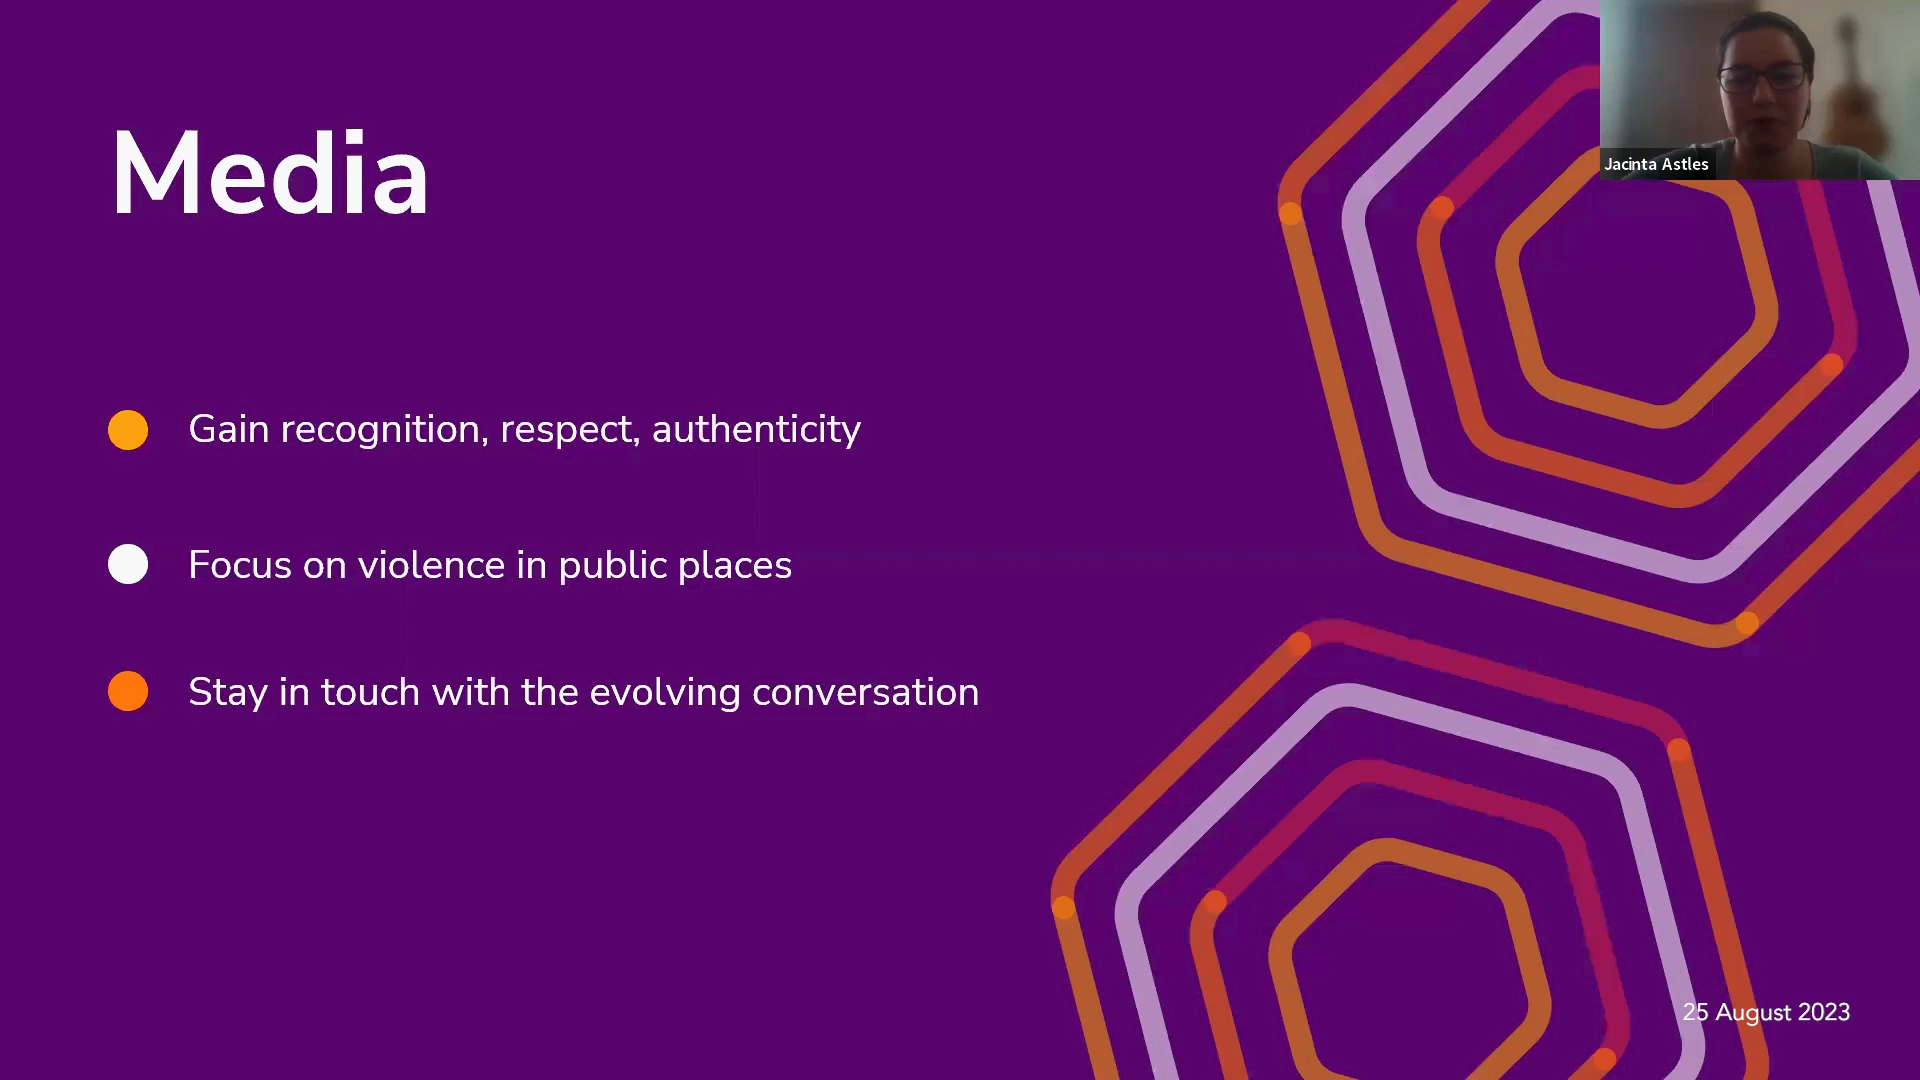 Media
Jacinta Astles
Gain recognition, respect, authenticity
Focus on violence in public places
Stay in touch with the evolving conversation
25 August 2023